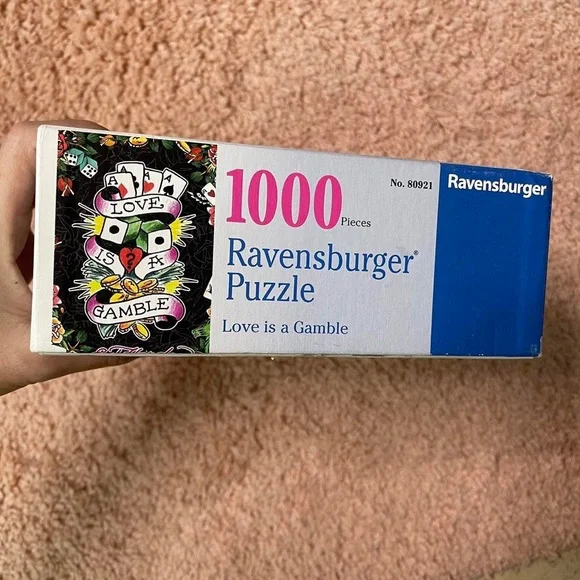 A A A A
LOVE
IS A
?
GAMBLE
1000 Pieces
No. 80921
Ravensburger®
Puzzle
Love is a Gamble
Ravensburger